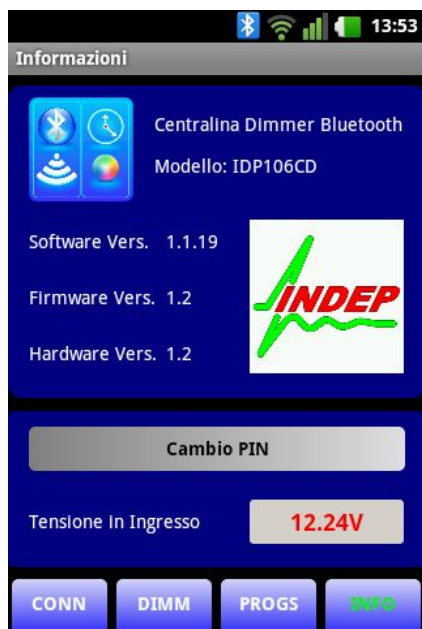 13:53
Informazioni
Centralina Dimmer Bluetooth
Modello: IDP106CD
Software Vers. 1.1.19
Firmware Vers. 1.2
Hardware Vers. 1.2
INDEP
Cambio PIN
Tensione in Ingresso 12.24V
CONN DIMM PROGS INFO